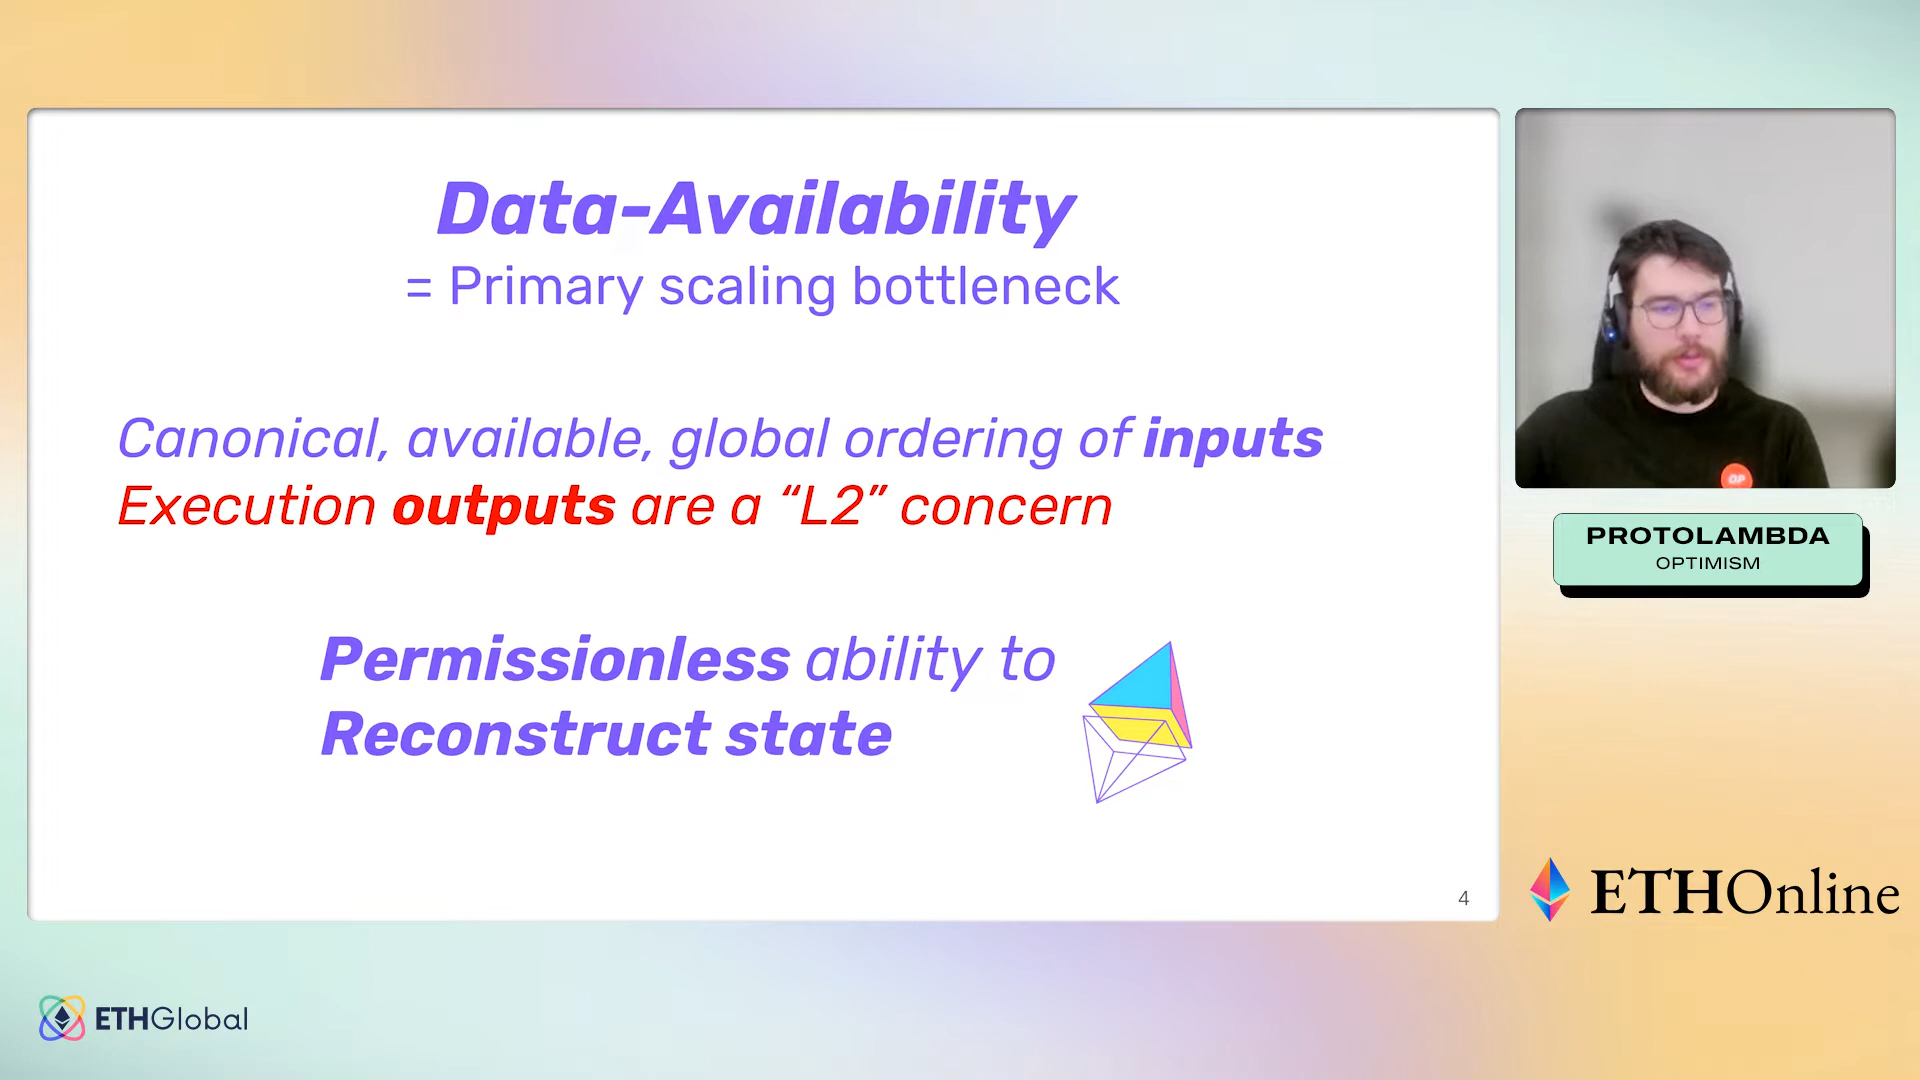 Data-Availability
= Primary scaling bottleneck
Canonical, available, global ordering of inputs
Execution outputs are a “L2” concern
Permissionless ability to
Reconstruct state
4
OP
PROTOLAMBDA
OPTIMISM
ETHOnline
ETHGlobal